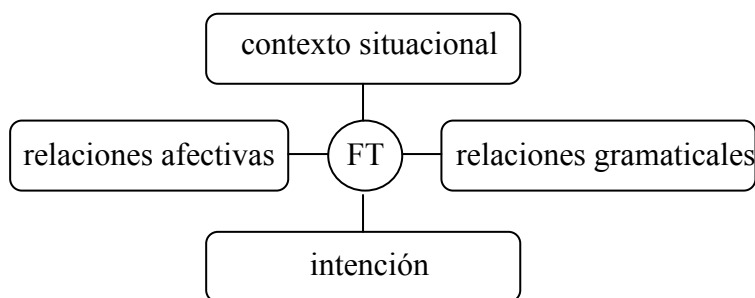 contexto situacional
relaciones afectivas
FT
relaciones gramaticales
intención